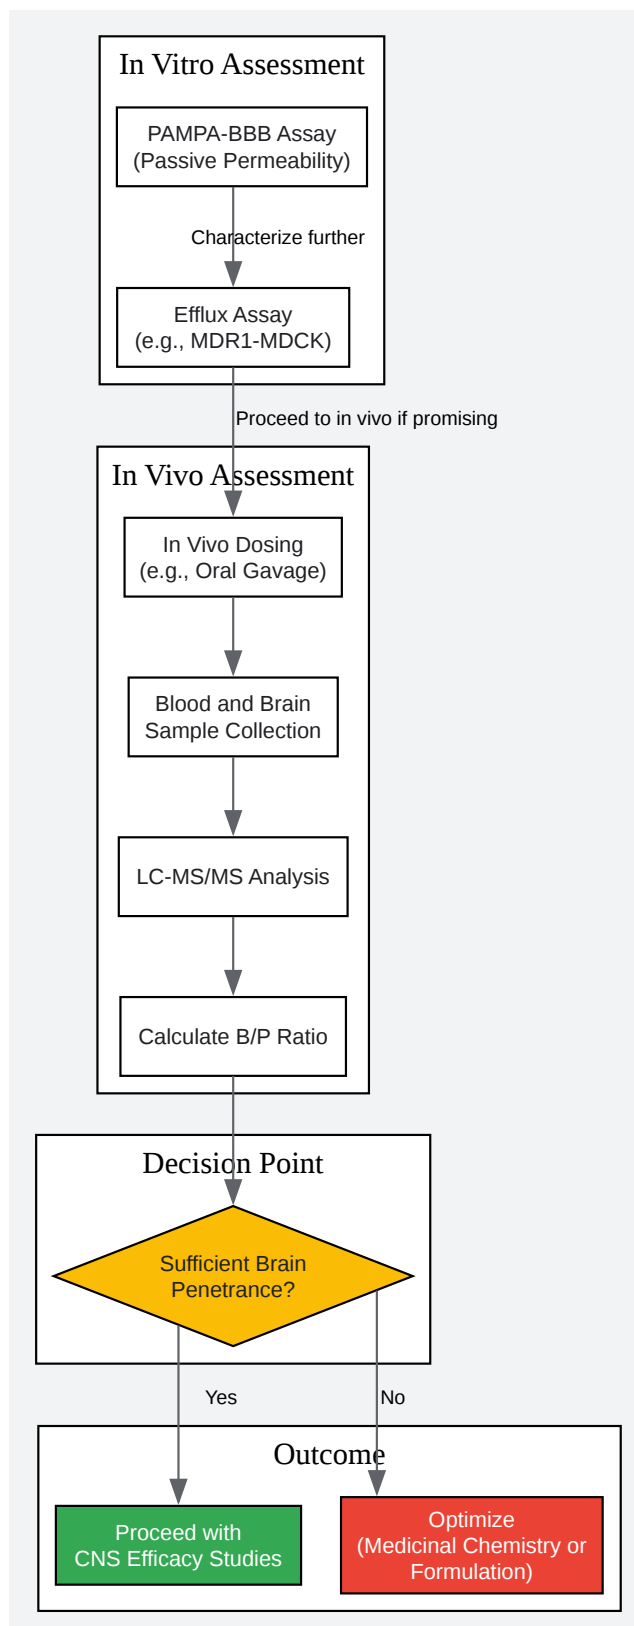 In Vitro Assessment
PAMPA-BBB Assay
(Passive Permeability)
Characterize further
Efflux Assay
(e.g., MDR1-MDCK)
Proceed to in vivo if promising
In Vivo Assessment
In Vivo Dosing
(e.g., Oral Gavage)
Blood and Brain
Sample Collection
LC-MS/MS Analysis
Calculate B/P Ratio
Decision Point
Sufficient Brain
Penetrance?
Yes
No
Outcome
Proceed with
CNS Efficacy Studies
Optimize
(Medicinal Chemistry or
Formulation)